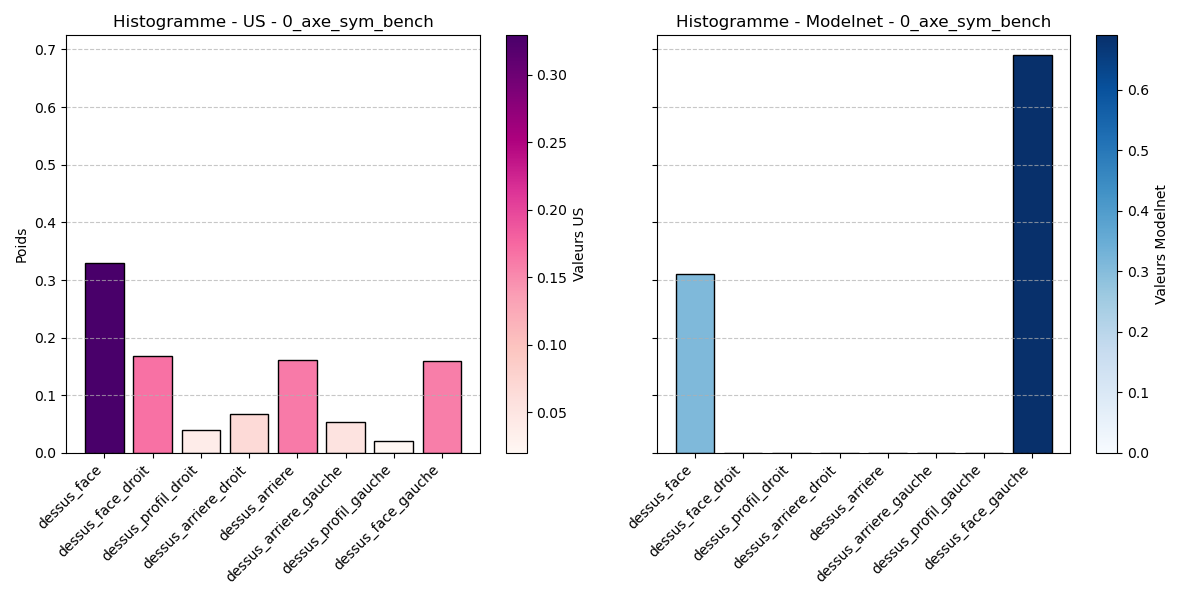 Histogramme - US - 0_axe_sym_bench
Poids
0.7
0.6
0.5
0.4
0.3
0.2
0.1
0.0
dessus_face
dessus_face_droit
dessus_profil_droit
dessus_arriere_droit
dessus_arriere
dessus_arriere_gauche
dessus_profil_gauche
dessus_face_gauche
0.30
0.25
0.20
0.15
0.10
0.05
Valeurs US
Histogramme - Modelnet - 0_axe_sym_bench
dessus_face
dessus_face_droit
dessus_profil_droit
dessus_arriere_droit
dessus_arriere
dessus_arriere_gauche
dessus_profil_gauche
dessus_face_gauche
0.6
0.5
0.4
0.3
0.2
0.1
0.0
Valeurs Modelnet